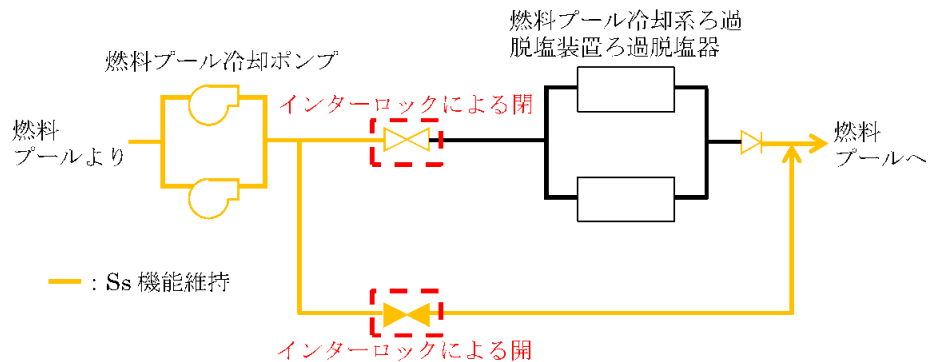 燃料プール冷却系ろ過
脱塩装置ろ過脱塩器
燃料プール冷却ポンプ
インターロックによる閉
燃料
プールより
燃料
プールへ
：Ss 機能維持
インターロックによる開